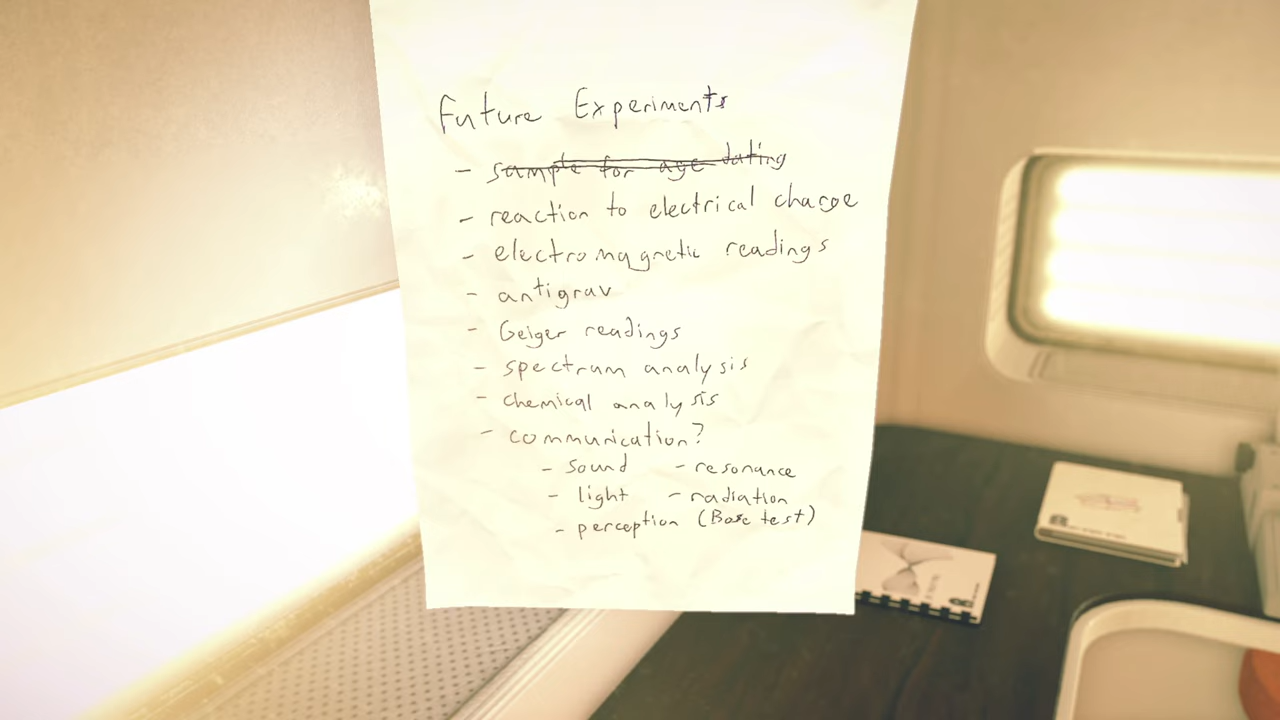 Future Experiments
- sample for age dating
- reaction to electrical charge
- electromagnetic readings
- antigrav
- Geiger readings
- spectrum analysis
- chemical analysis
- communication?
- sound - resonance
- light - radiation
- perception (Base test)